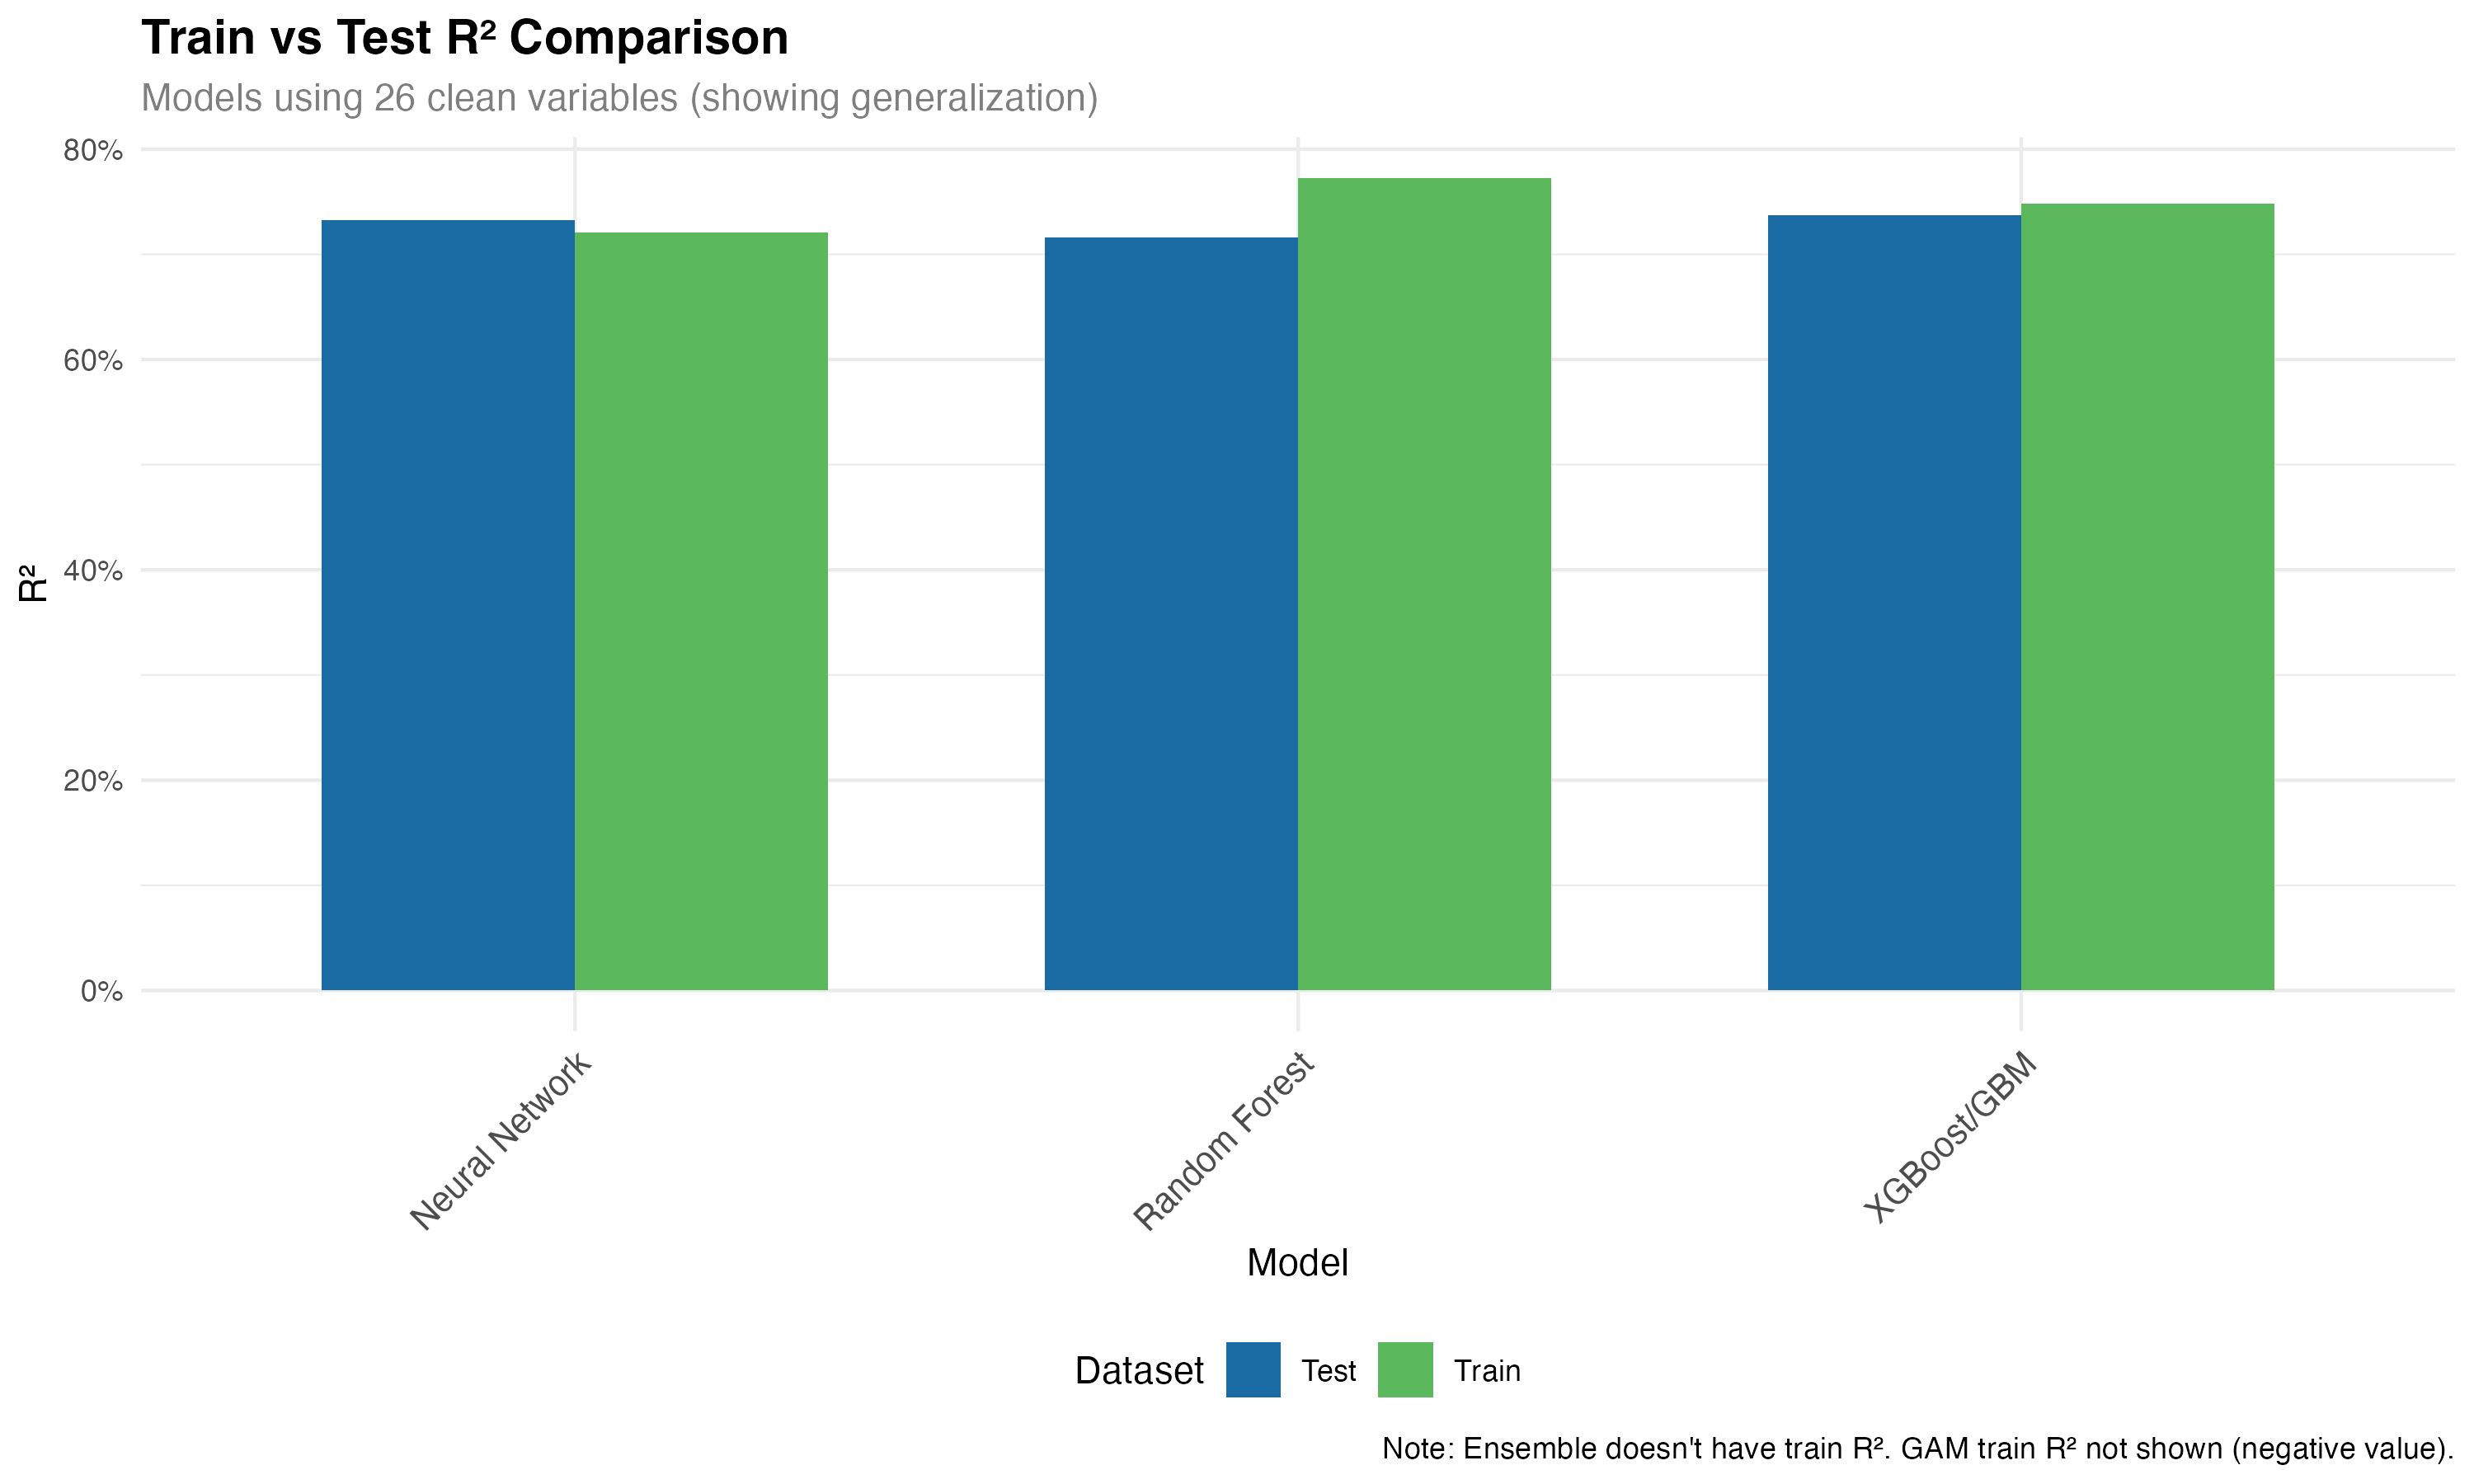 Train vs Test R² Comparison
Models using 26 clean variables (showing generalization)
80%
60%
40%
20%
0%
R²
Neural Network
Random Forest
XGBoost/GBM
Model
Dataset Test Train
Note: Ensemble doesn't have train R². GAM train R² not shown (negative value).